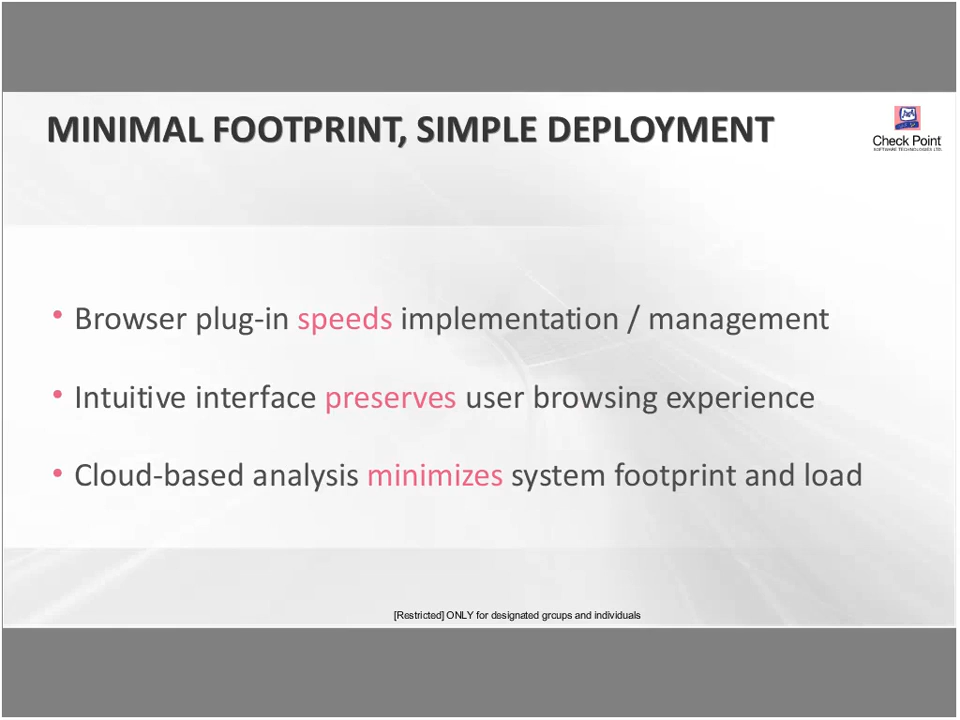 MINIMAL FOOTPRINT, SIMPLE DEPLOYMENT
Check Point
SOFTWARE TECHNOLOGIES LTD.
• Browser plug-in speeds implementation / management
• Intuitive interface preserves user browsing experience
• Cloud-based analysis minimizes system footprint and load
[Restricted] ONLY for designated groups and individuals